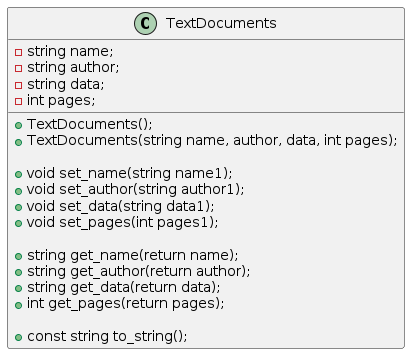 C TextDocuments
string name;
string author;
string data;
int pages;
TextDocuments();
TextDocuments(string name, author, data, int pages);
void set_name(string name1);
void set_author(string author1);
void set_data(string data1);
void set_pages(int pages1);
string get_name(return name);
string get_author(return author);
string get_data(return data);
int get_pages(return pages);
const string to_string();